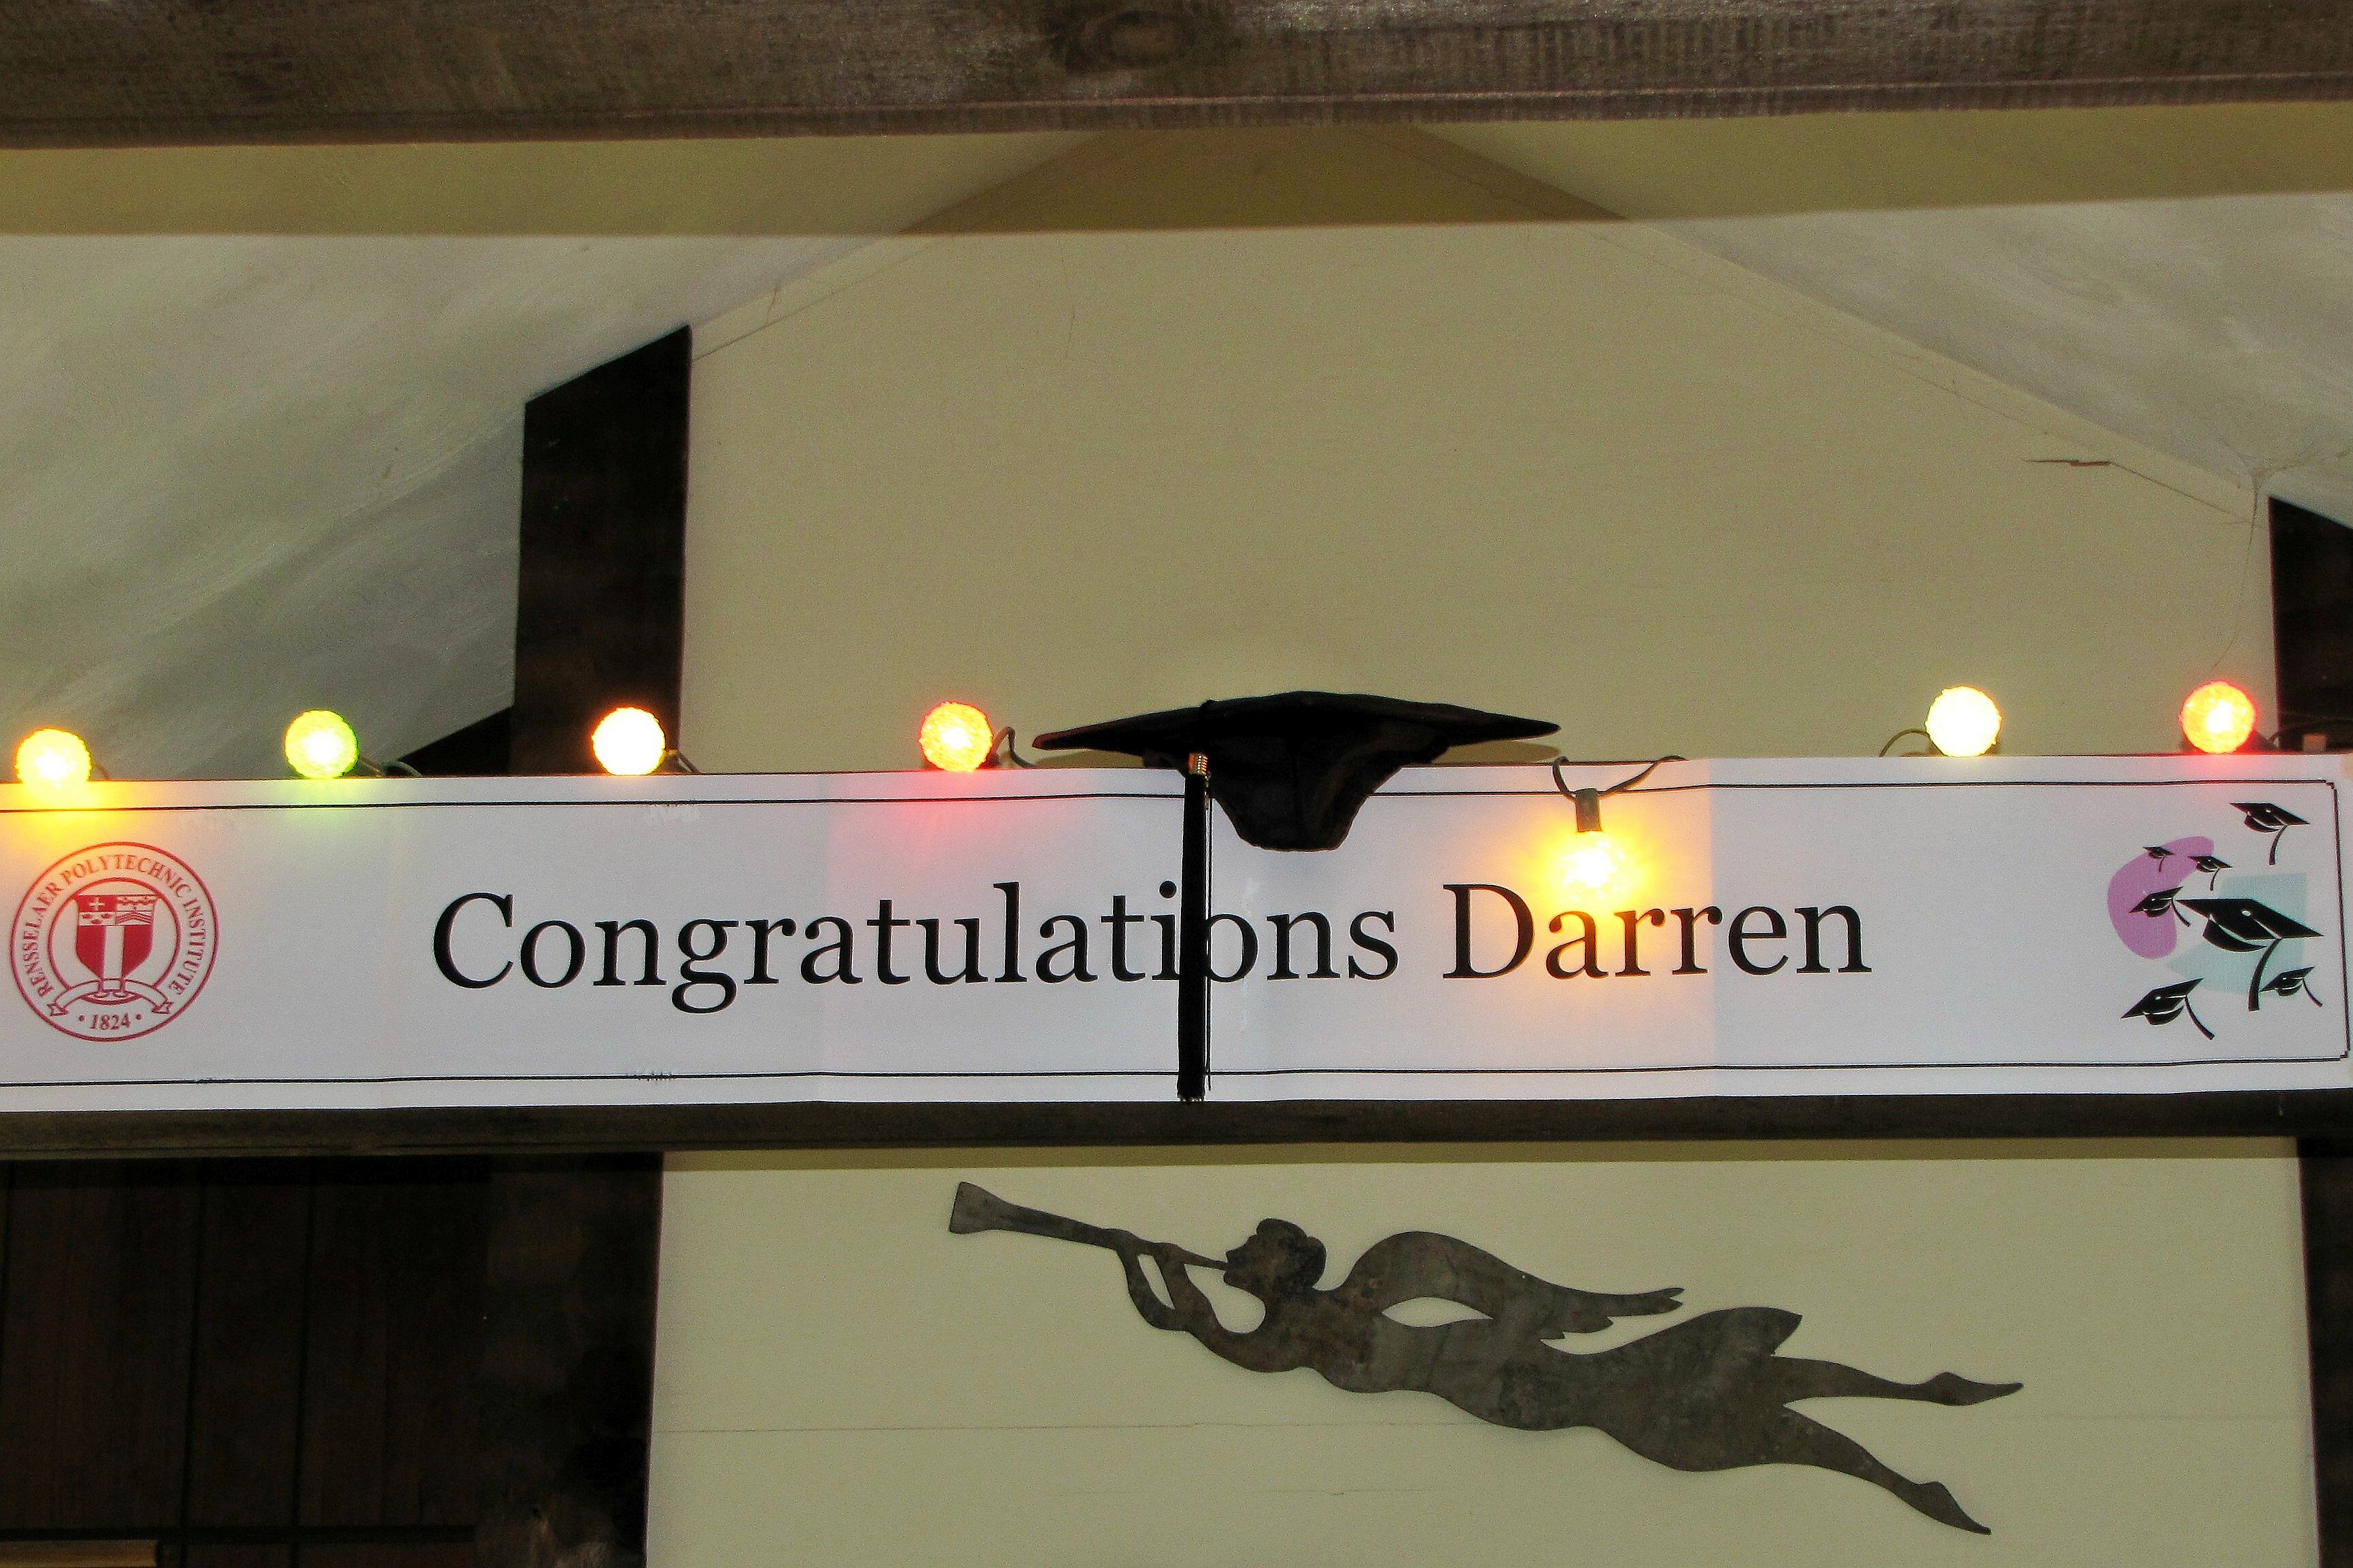 RENSSELAER POLYTECHNIC INSTITUTE
• 1824 •
Congratulations Darren